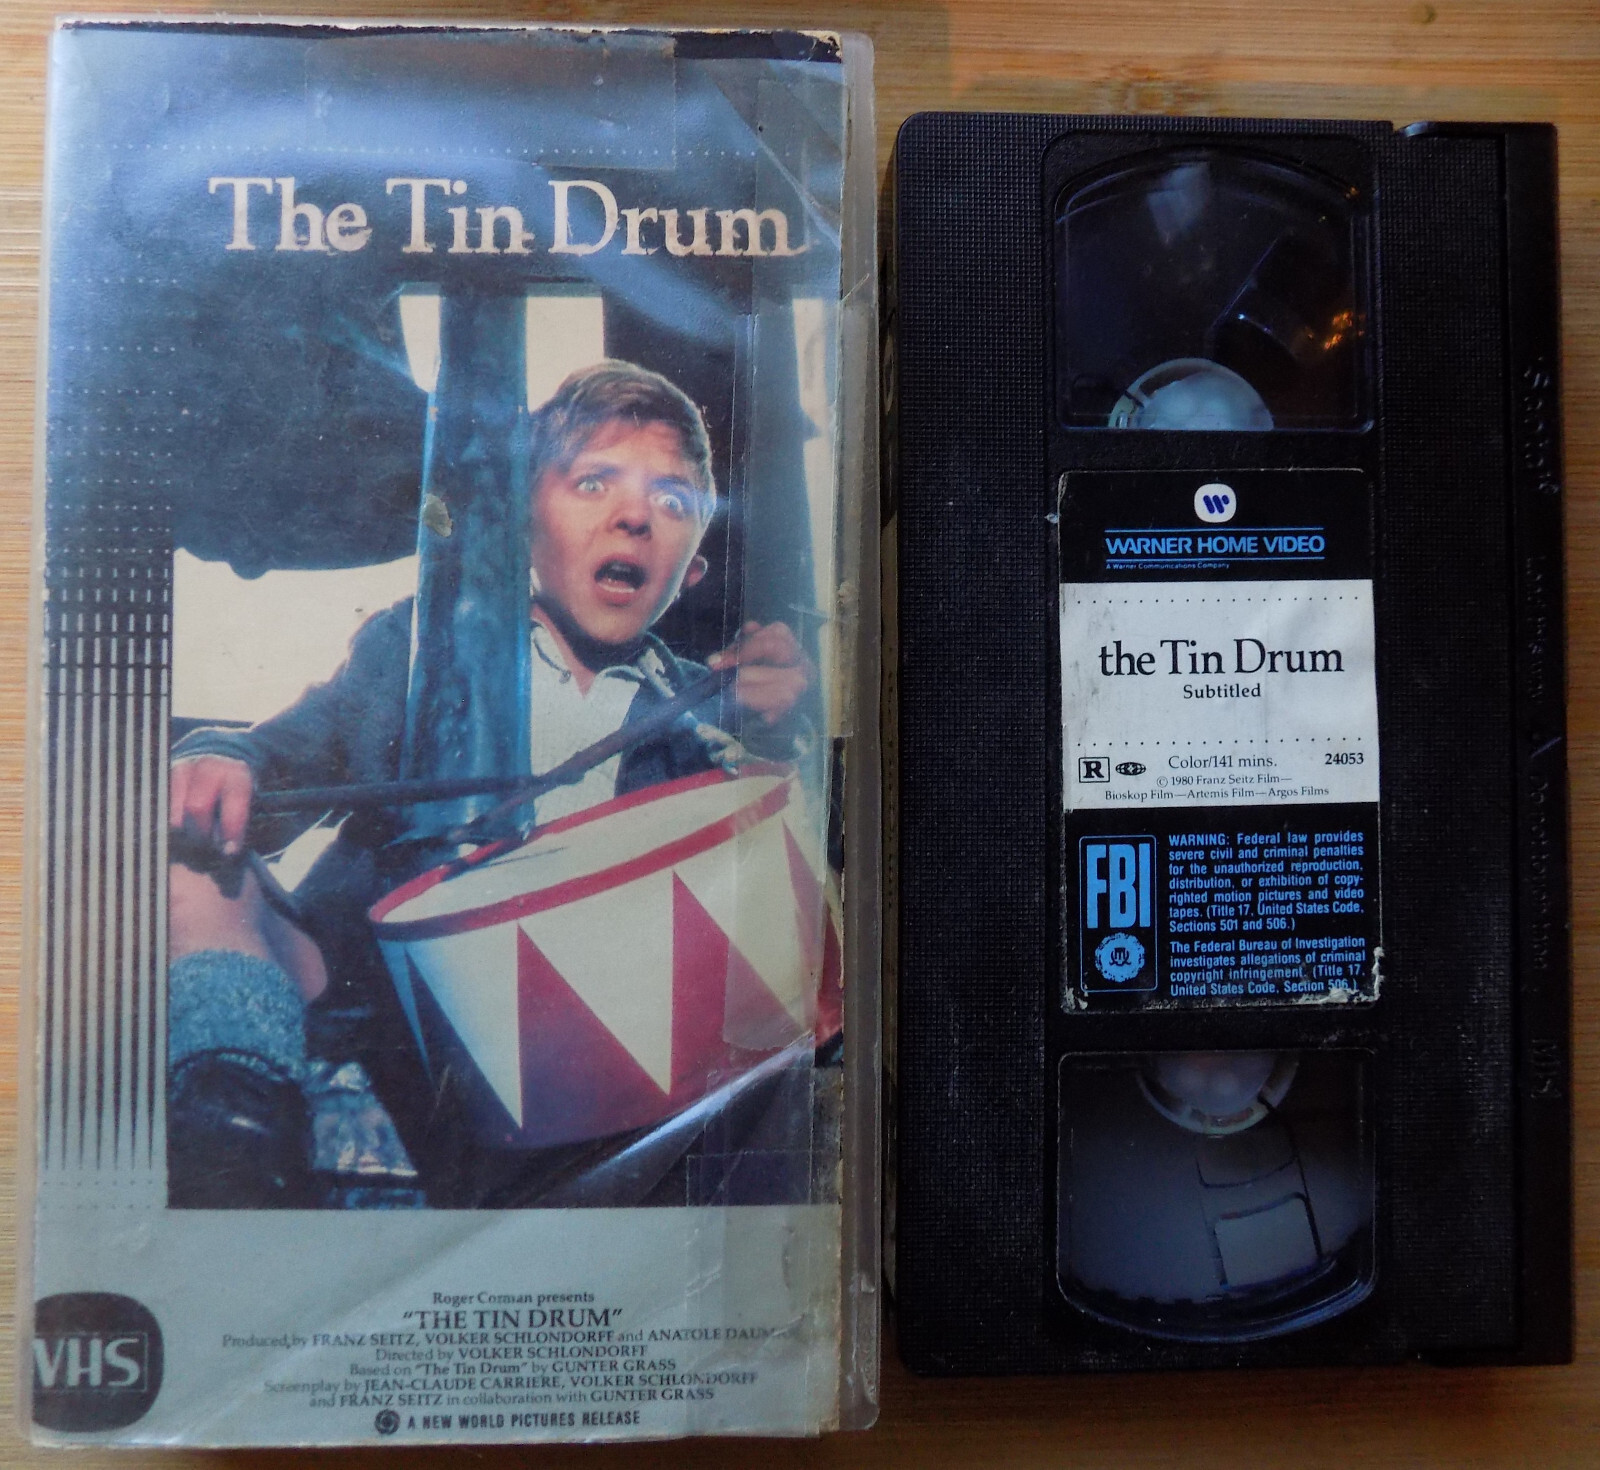 The Tin Drum
VHS
Roger Corman presents
"THE TIN DRUM"
Produced by FRANZ SEITZ, VOLKER SCHLONDORFF and ANATOLE
Directed by VOLKER SCHLONDORFF
Based on "The Tin Drum" by GUNTER GRASS
Screenplay by JEAN-CLAUDE CARRIERE, VOLKER SCHLONDORFF
and FRANZ SEITZ in collaboration with GUNTER GRASS
A NEW WORLD PICTURES RELEASE
WARNER HOME VIDEO
A Warner Communications Company
the Tin Drum
Subtitled
R
Color/141 mins.
24053
© 1980 Franz Seitz Film—
Bioskop Film—Artemis Film—Argos Films
FBI
WARNING: Federal law provides
severe civil and criminal penalties
for the unauthorized reproduction,
distribution, or exhibition of copy-
righted motion pictures and video
tapes. (Title 17, United States Code,
Sections 501 and 506.)
The Federal Bureau of Investigation
investigates allegations of criminal
copyright infringement. (Title 17,
United States Code, Section 506.)